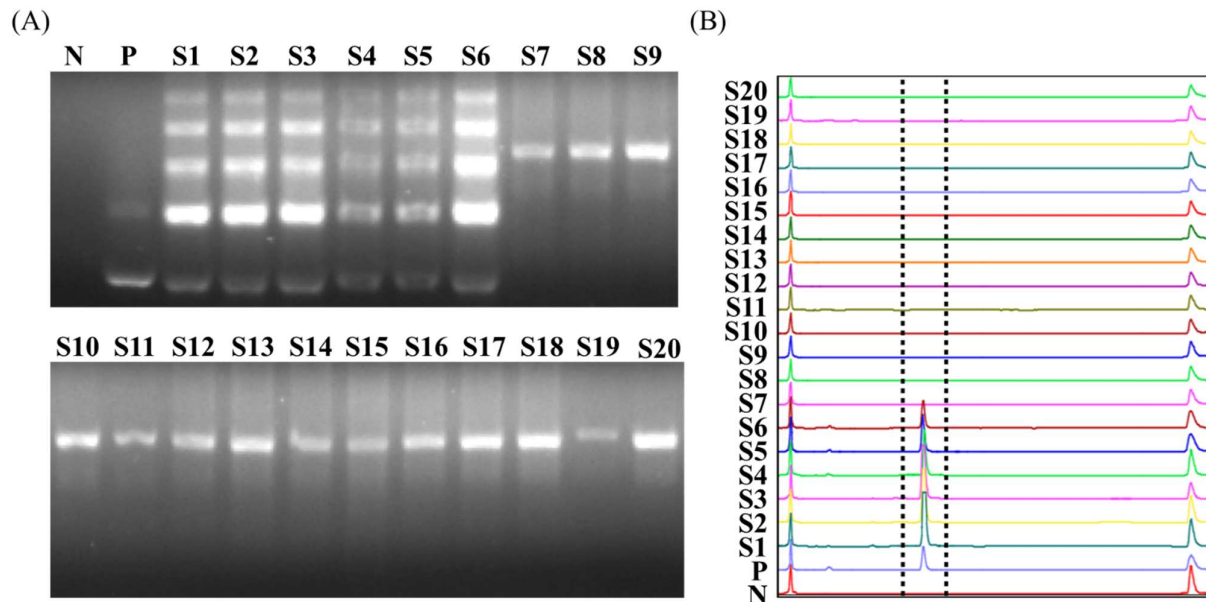 (A)
N P S1 S2 S3 S4 S5 S6 S7 S8 S9
S10 S11 S12 S13 S14 S15 S16 S17 S18 S19 S20
(B)
S20
S19
S18
S17
S16
S15
S14
S13
S12
S11
S10
S9
S8
S7
S6
S5
S4
S3
S2
S1
P
N